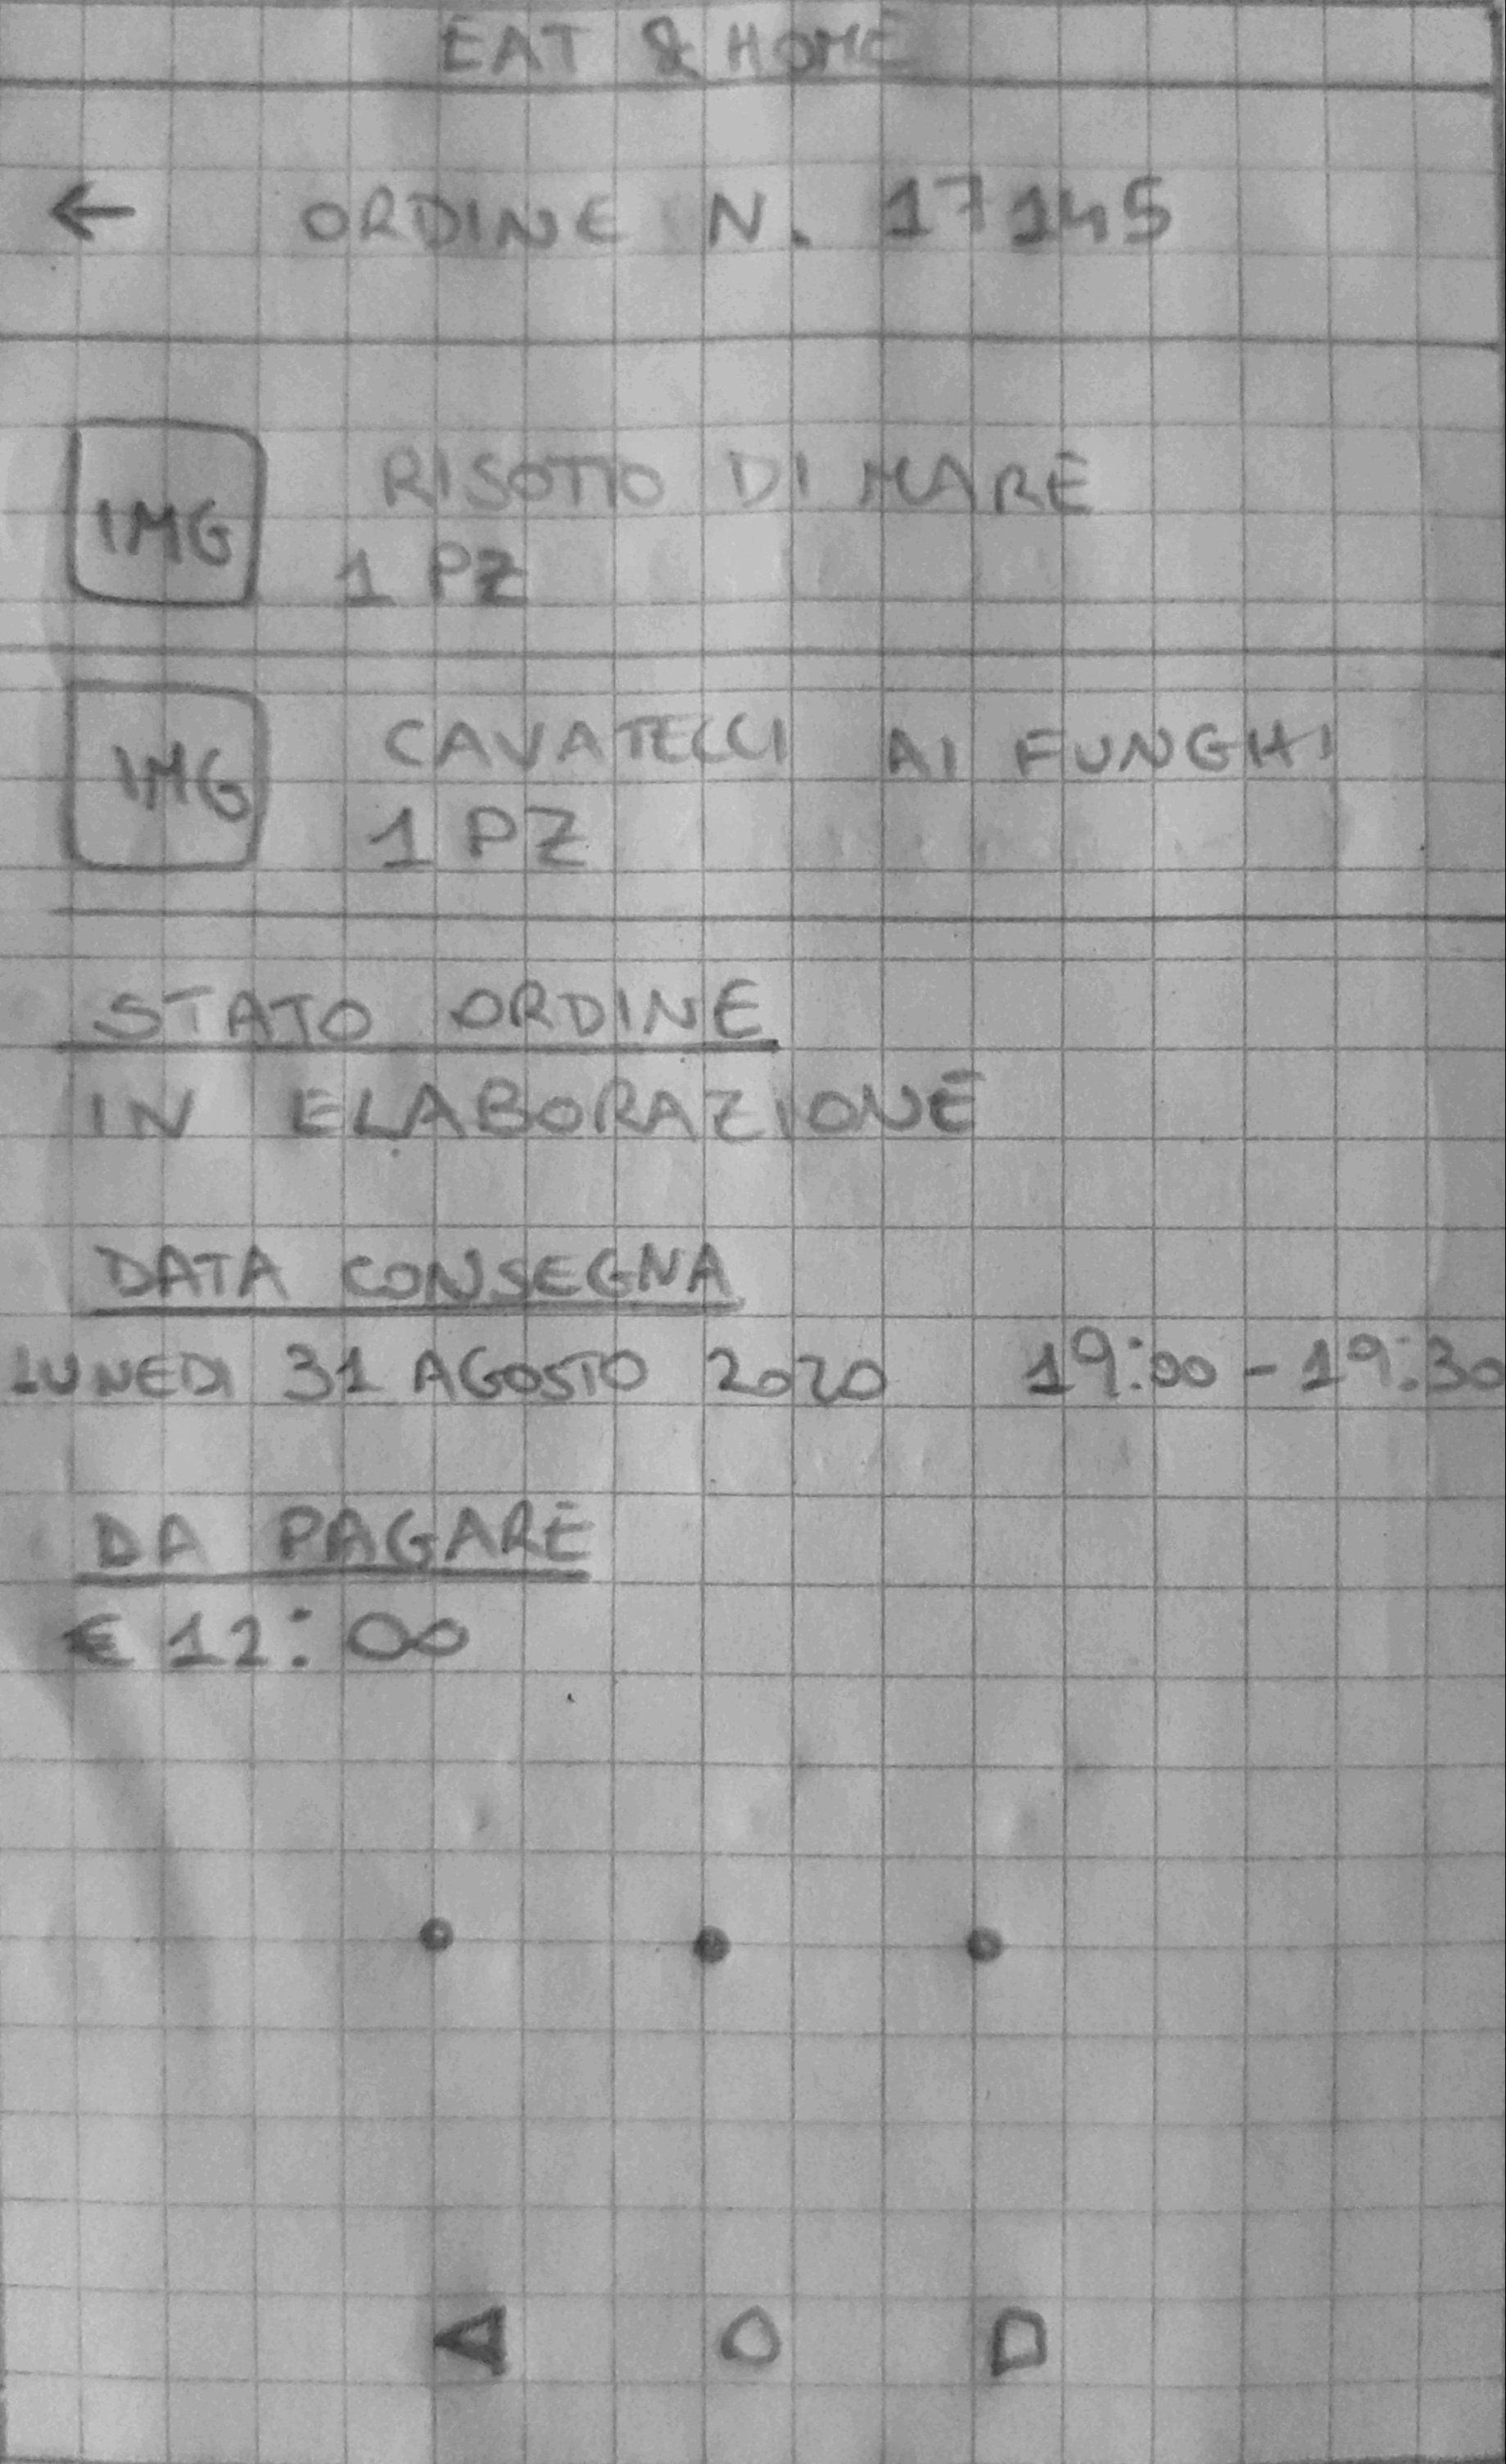 EAT & HOME
← ORDINE N. 17145
IMG
RISOTTO DI MARE
1 PZ
IMG
CAVATELLI AI FUNGHI
1 PZ
STATO ORDINE
IN ELABORAZIONE
DATA CONSEGNA
LUNEDI 31 AGOSTO 2020 19:00 - 19:30
DA PAGARE
€ 12:00